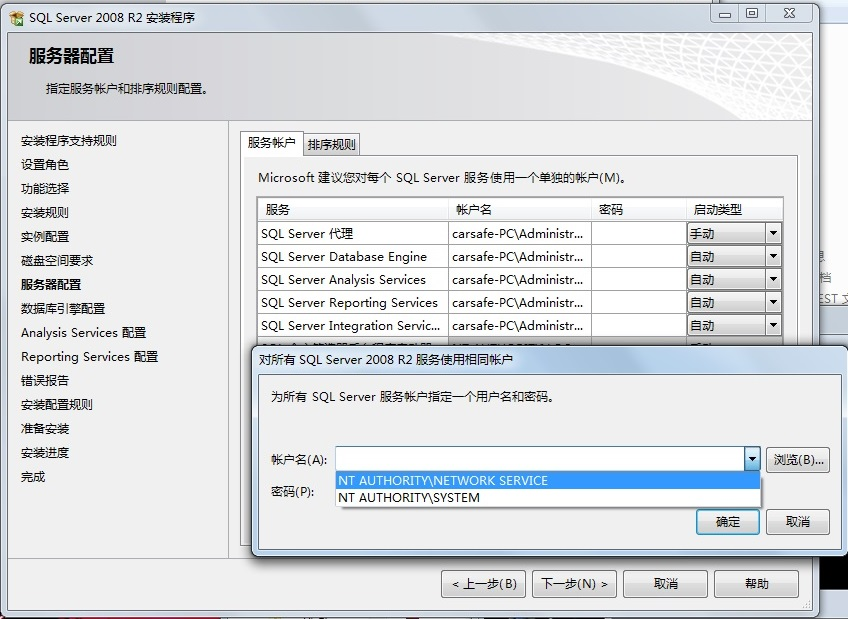 SQL Server 2008 R2 安装程序
服务器配置
指定服务帐户和排序规则配置。
安装程序支持规则
设置角色
功能选择
安装规则
实例配置
磁盘空间要求
服务器配置
数据库引擎配置
Analysis Services 配置
Reporting Services 配置
错误报告
安装配置规则
准备安装
安装进度
完成
服务帐户 排序规则
Microsoft 建议您对每个 SQL Server 服务使用一个单独的帐户(M)。
服务 帐户名 密码 启动类型
SQL Server 代理 carsafe-PC\Administr... 手动
SQL Server Database Engine carsafe-PC\Administr... 自动
SQL Server Analysis Services carsafe-PC\Administr... 自动
SQL Server Reporting Services carsafe-PC\Administr... 自动
SQL Server Integration Servic... carsafe-PC\Administr... 自动
对所有 SQL Server 2008 R2 服务使用相同帐户
为所有 SQL Server 服务帐户指定一个用户名和密码。
帐户名(A): 浏览(B)...
NT AUTHORITY\NETWORK SERVICE
NT AUTHORITY\SYSTEM
密码(P):
确定 取消
< 上一步(B) 下一步(N) > 取消 帮助
息
档
EST 文